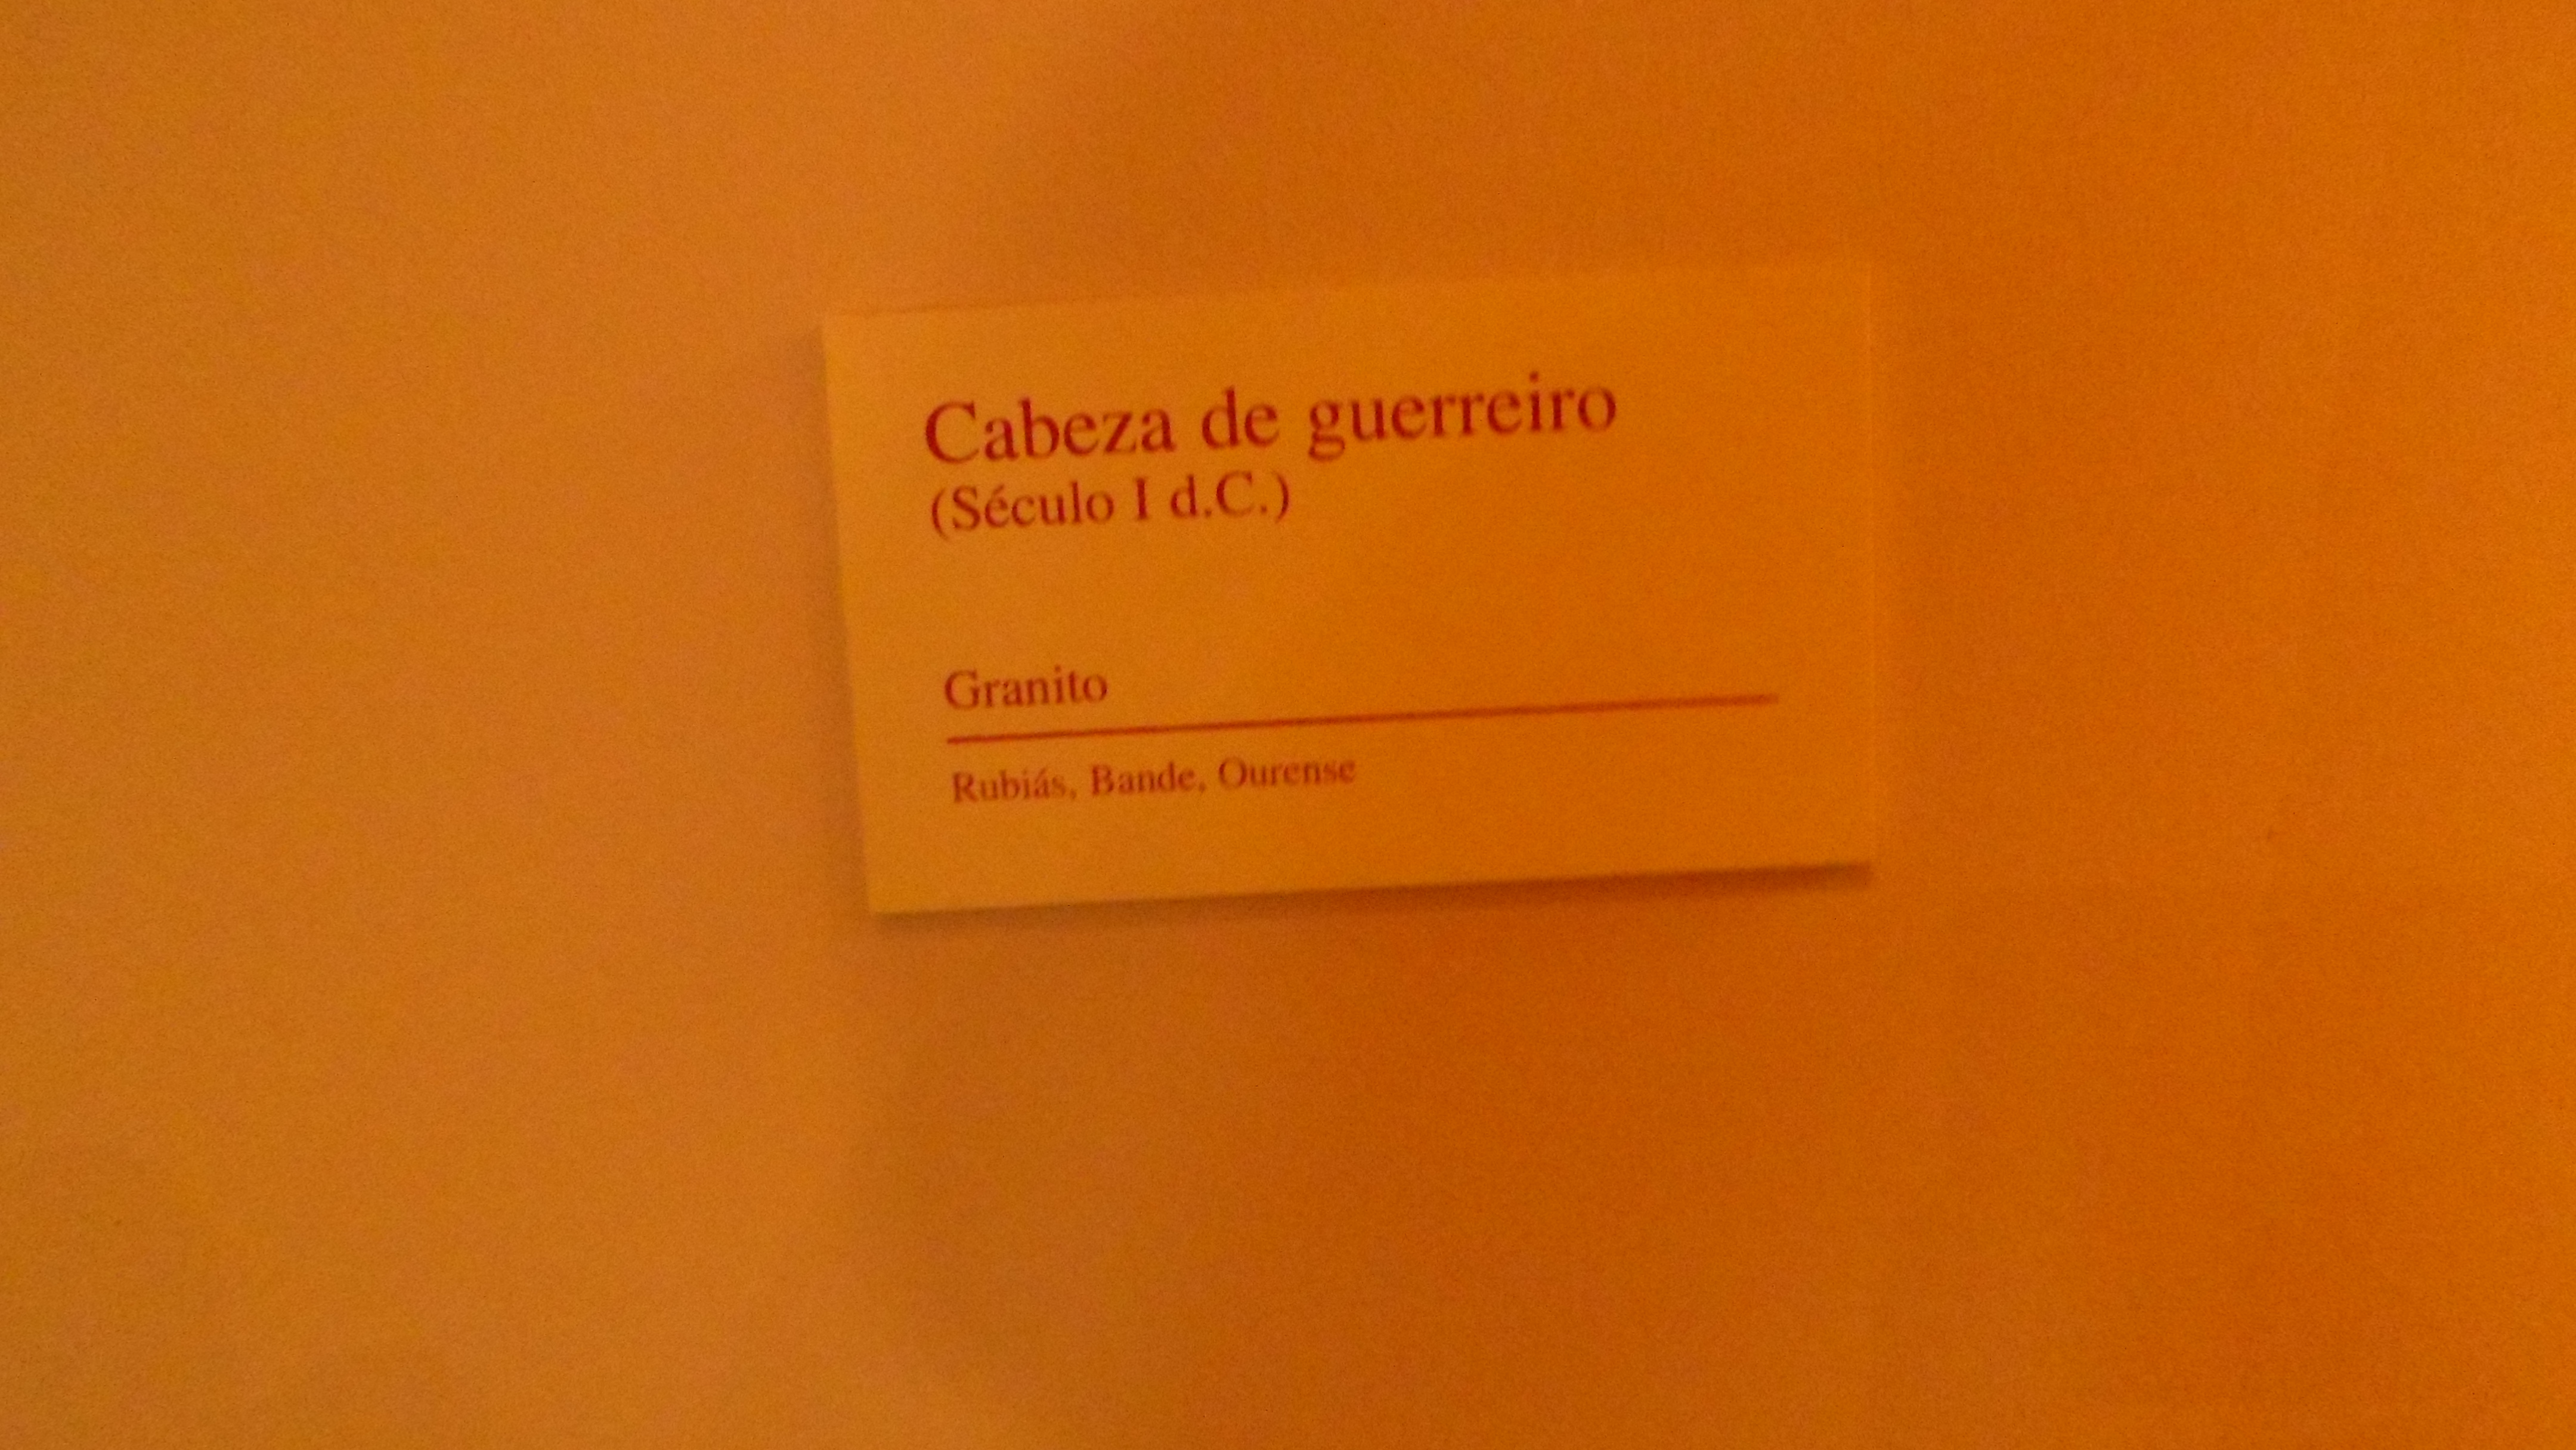 Cabeza de guerreiro
(Século I d.C.)
Granito
Rubiás, Bande, Ourense